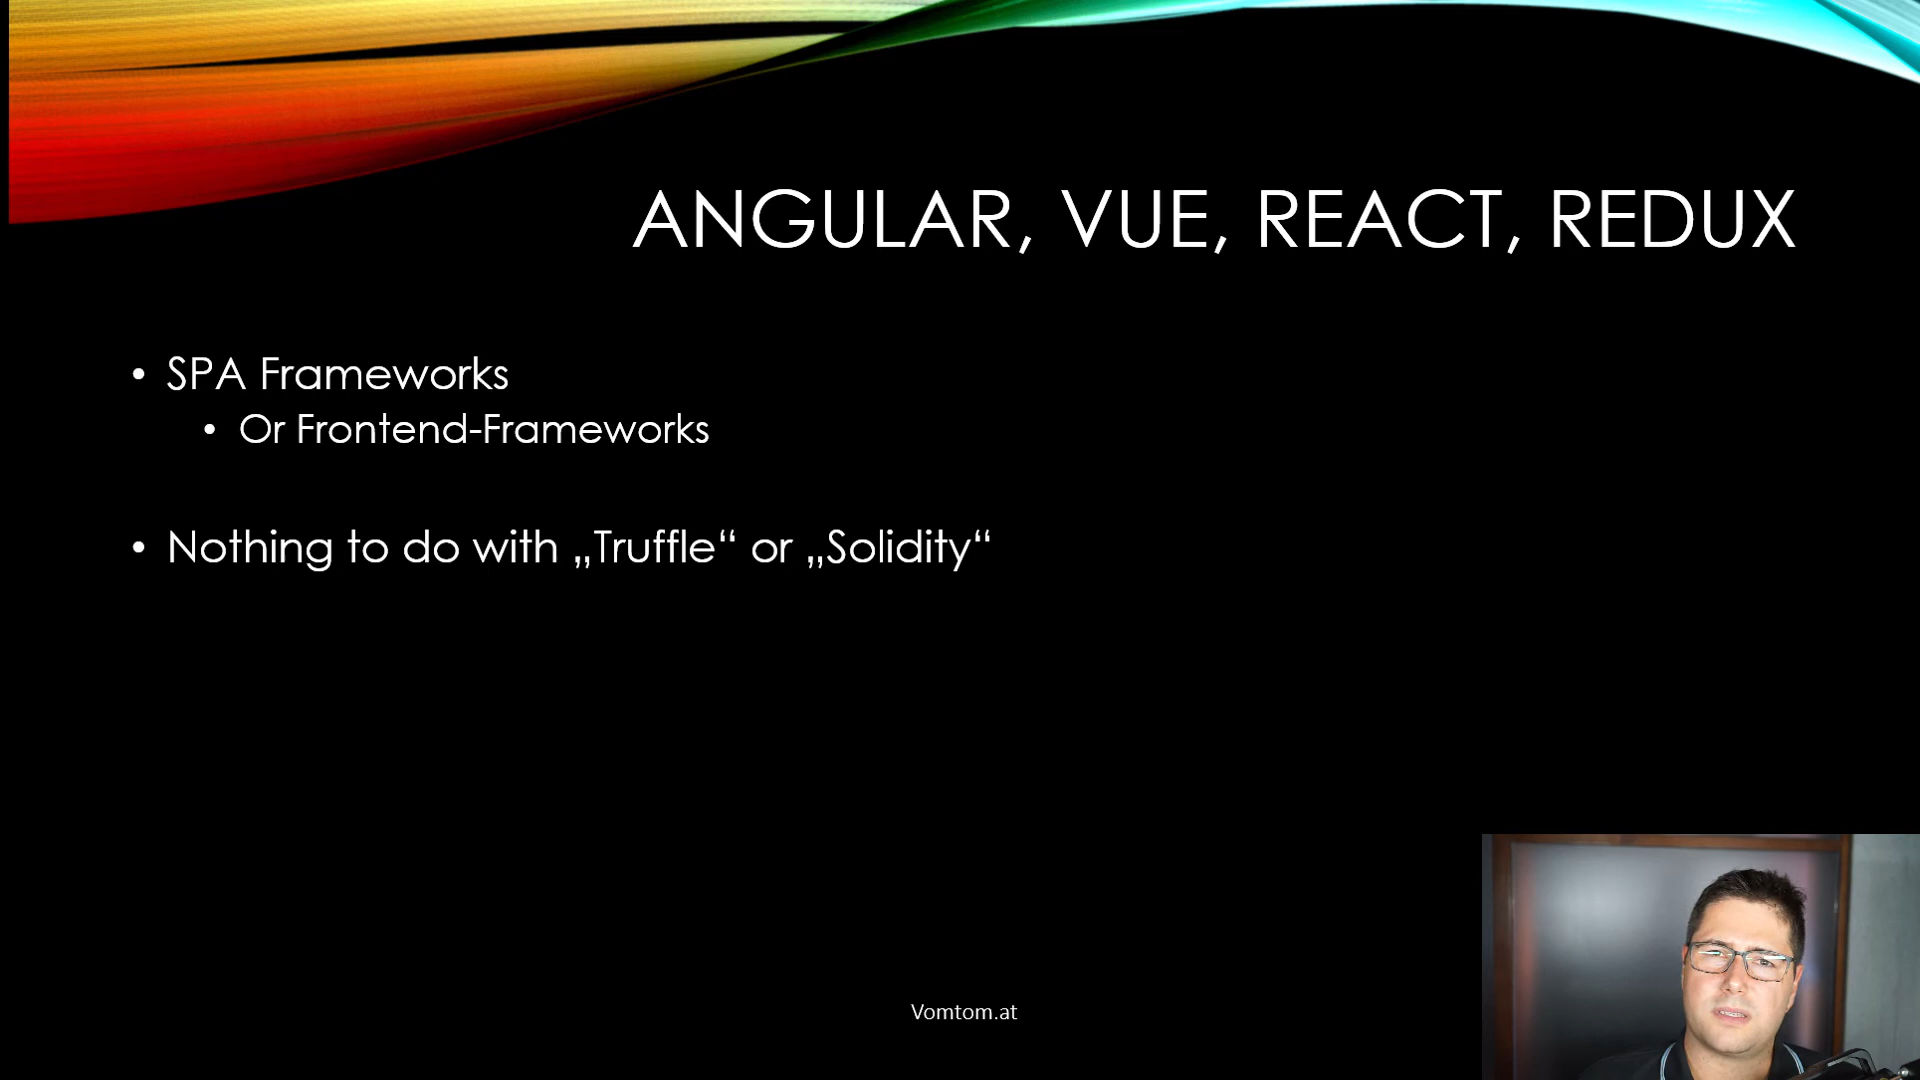 ANGULAR, VUE, REACT, REDUX
• SPA Frameworks
• Or Frontend-Frameworks
• Nothing to do with „Truffle“ or „Solidity“
Vomtom.at